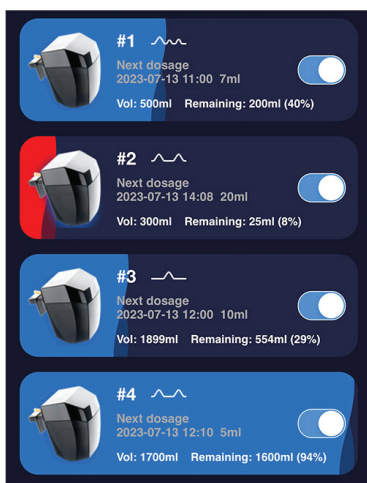 #1
Next dosage
2023-07-13 11:00 7ml
Vol: 500ml Remaining: 200ml (40%)
#2
Next dosage
2023-07-13 14:08 20ml
Vol: 300ml Remaining: 25ml (8%)
#3
Next dosage
2023-07-13 12:00 10ml
Vol: 1899ml Remaining: 554ml (29%)
#4
Next dosage
2023-07-13 12:10 5ml
Vol: 1700ml Remaining: 1600ml (94%)